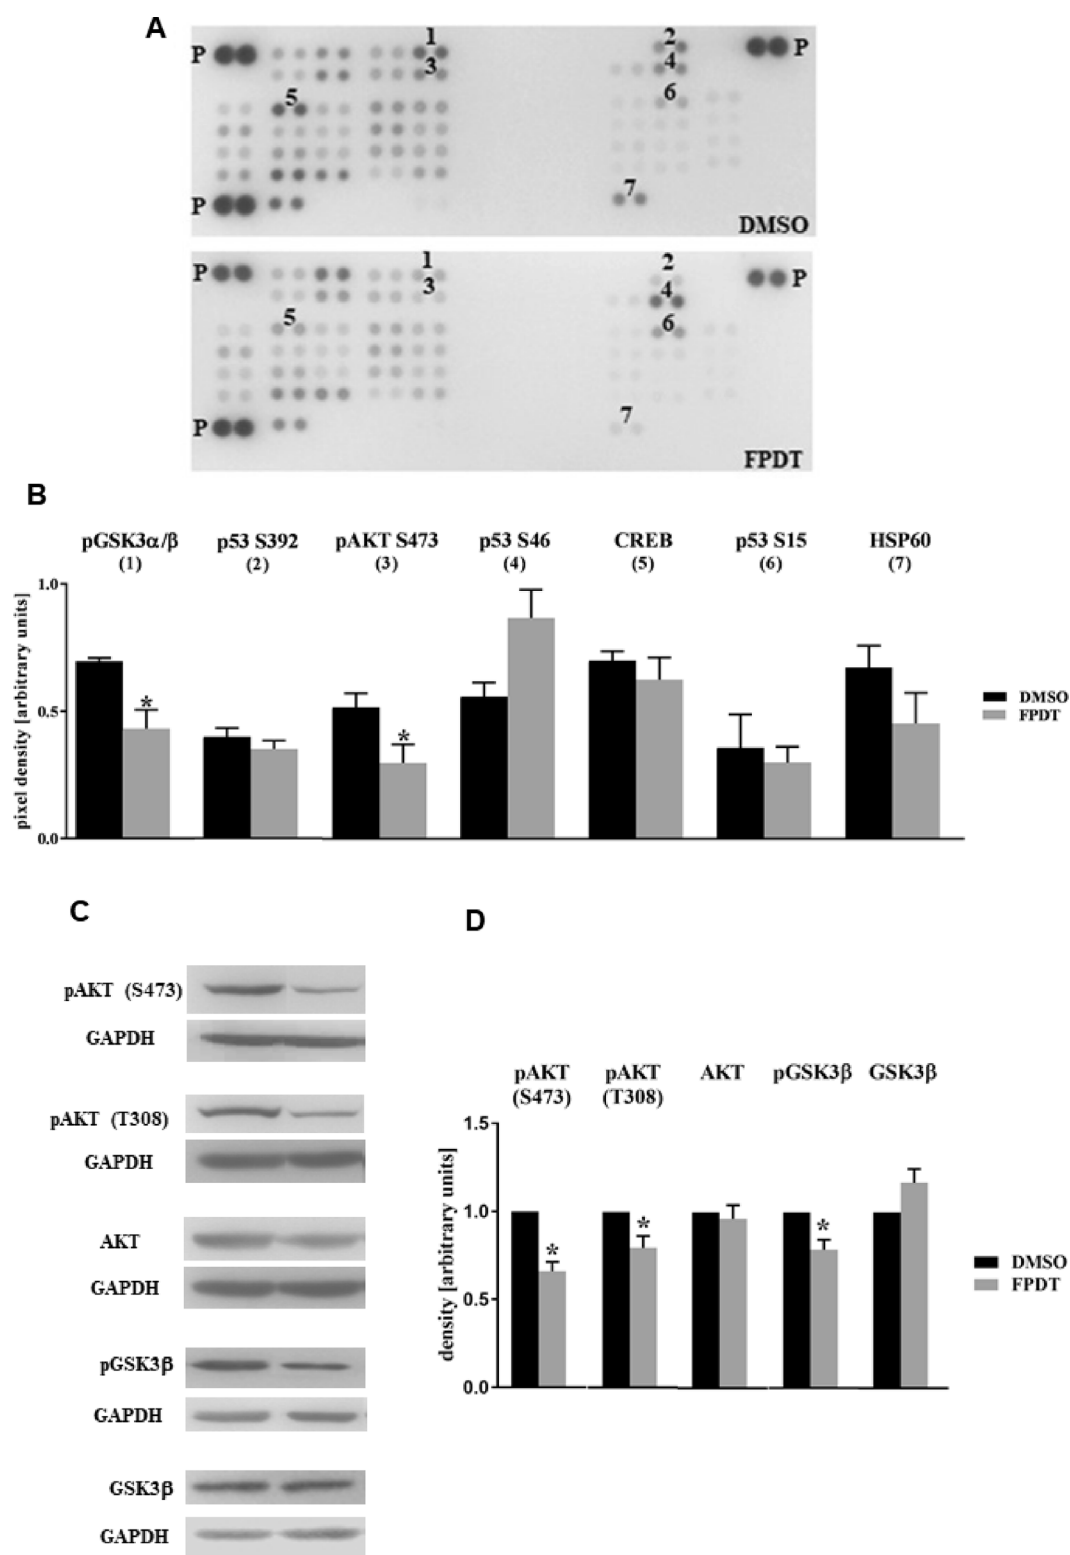 A
P
1
3
5
2
4
6
7
P
P
DMSO
P
1
3
5
2
4
6
7
P
P
FPDT
B
pGSK3α/β p53 S392 pAKT S473 p53 S46 CREB p53 S15 HSP60
(1) (2) (3) (4) (5) (6) (7)
pixel density [arbitrary units]
1.0
0.5
0.0
*
*
DMSO
FPDT
C
pAKT (S473)
GAPDH
pAKT (T308)
GAPDH
AKT
GAPDH
pGSK3β
GAPDH
GSK3β
GAPDH
D
pAKT pAKT AKT pGSK3β GSK3β
(S473) (T308)
density [arbitrary units]
1.5
1.0
0.5
0.0
*
*
*
DMSO
FPDT